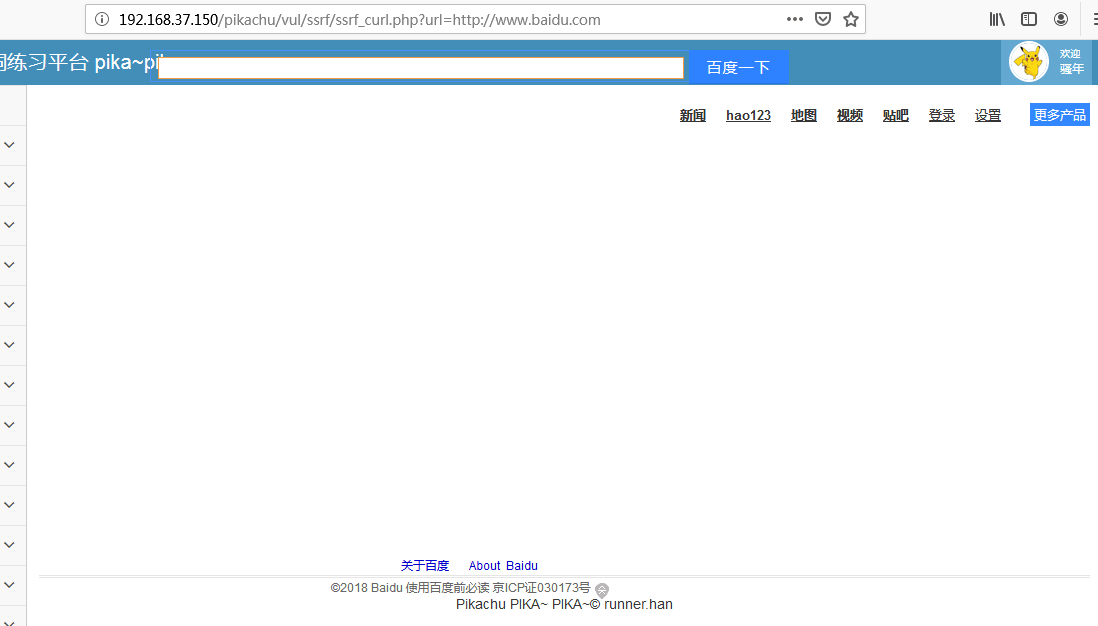 192.168.37.150/pikachu/vul/ssrf/ssrf_curl.php?url=http://www.baidu.com
练习平台 pika~pi
百度一下
欢迎
骚年
新闻 hao123 地图 视频 贴吧 登录 设置 更多产品
关于百度 About Baidu
©2018 Baidu 使用百度前必读 京ICP证030173号
Pikachu PIKA~ PIKA~© runner.han